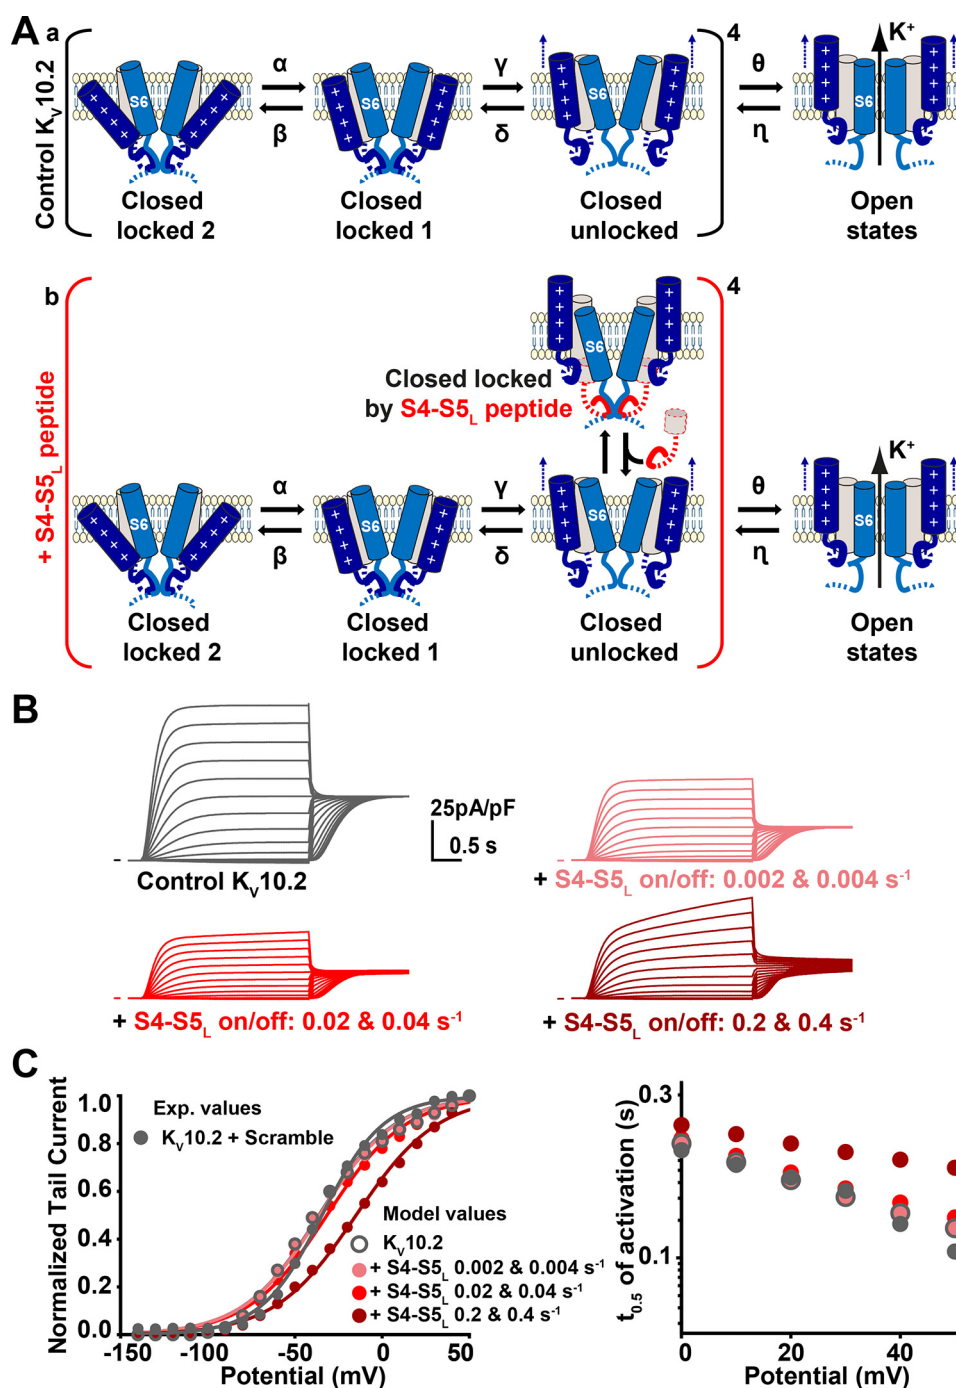 A
a
Control KV10.2
S6
α
β
S6
γ
δ
S6
4
θ
η
K+
S6
Closed locked 2
Closed locked 1
Closed unlocked
Open states
b
+ S4-S5L peptide
4
S6
Closed locked
by S4-S5L peptide
S6
α
β
S6
γ
δ
S6
θ
η
K+
S6
Closed locked 2
Closed locked 1
Closed unlocked
Open states
B
25pA/pF
0.5 s
Control KV10.2
+ S4-S5L on/off: 0.002 & 0.004 s-1
+ S4-S5L on/off: 0.02 & 0.04 s-1
+ S4-S5L on/off: 0.2 & 0.4 s-1
C
Normalized Tail Current
1.0
0.8
0.6
0.4
0.2
0.0
-150
-100
-50
0
50
Potential (mV)
Exp. values
KV10.2 + Scramble
Model values
KV10.2
+ S4-S5L 0.002 & 0.004 s-1
+ S4-S5L 0.02 & 0.04 s-1
+ S4-S5L 0.2 & 0.4 s-1
t0.5 of activation (s)
0.3
0.1
0
20
40
Potential (mV)